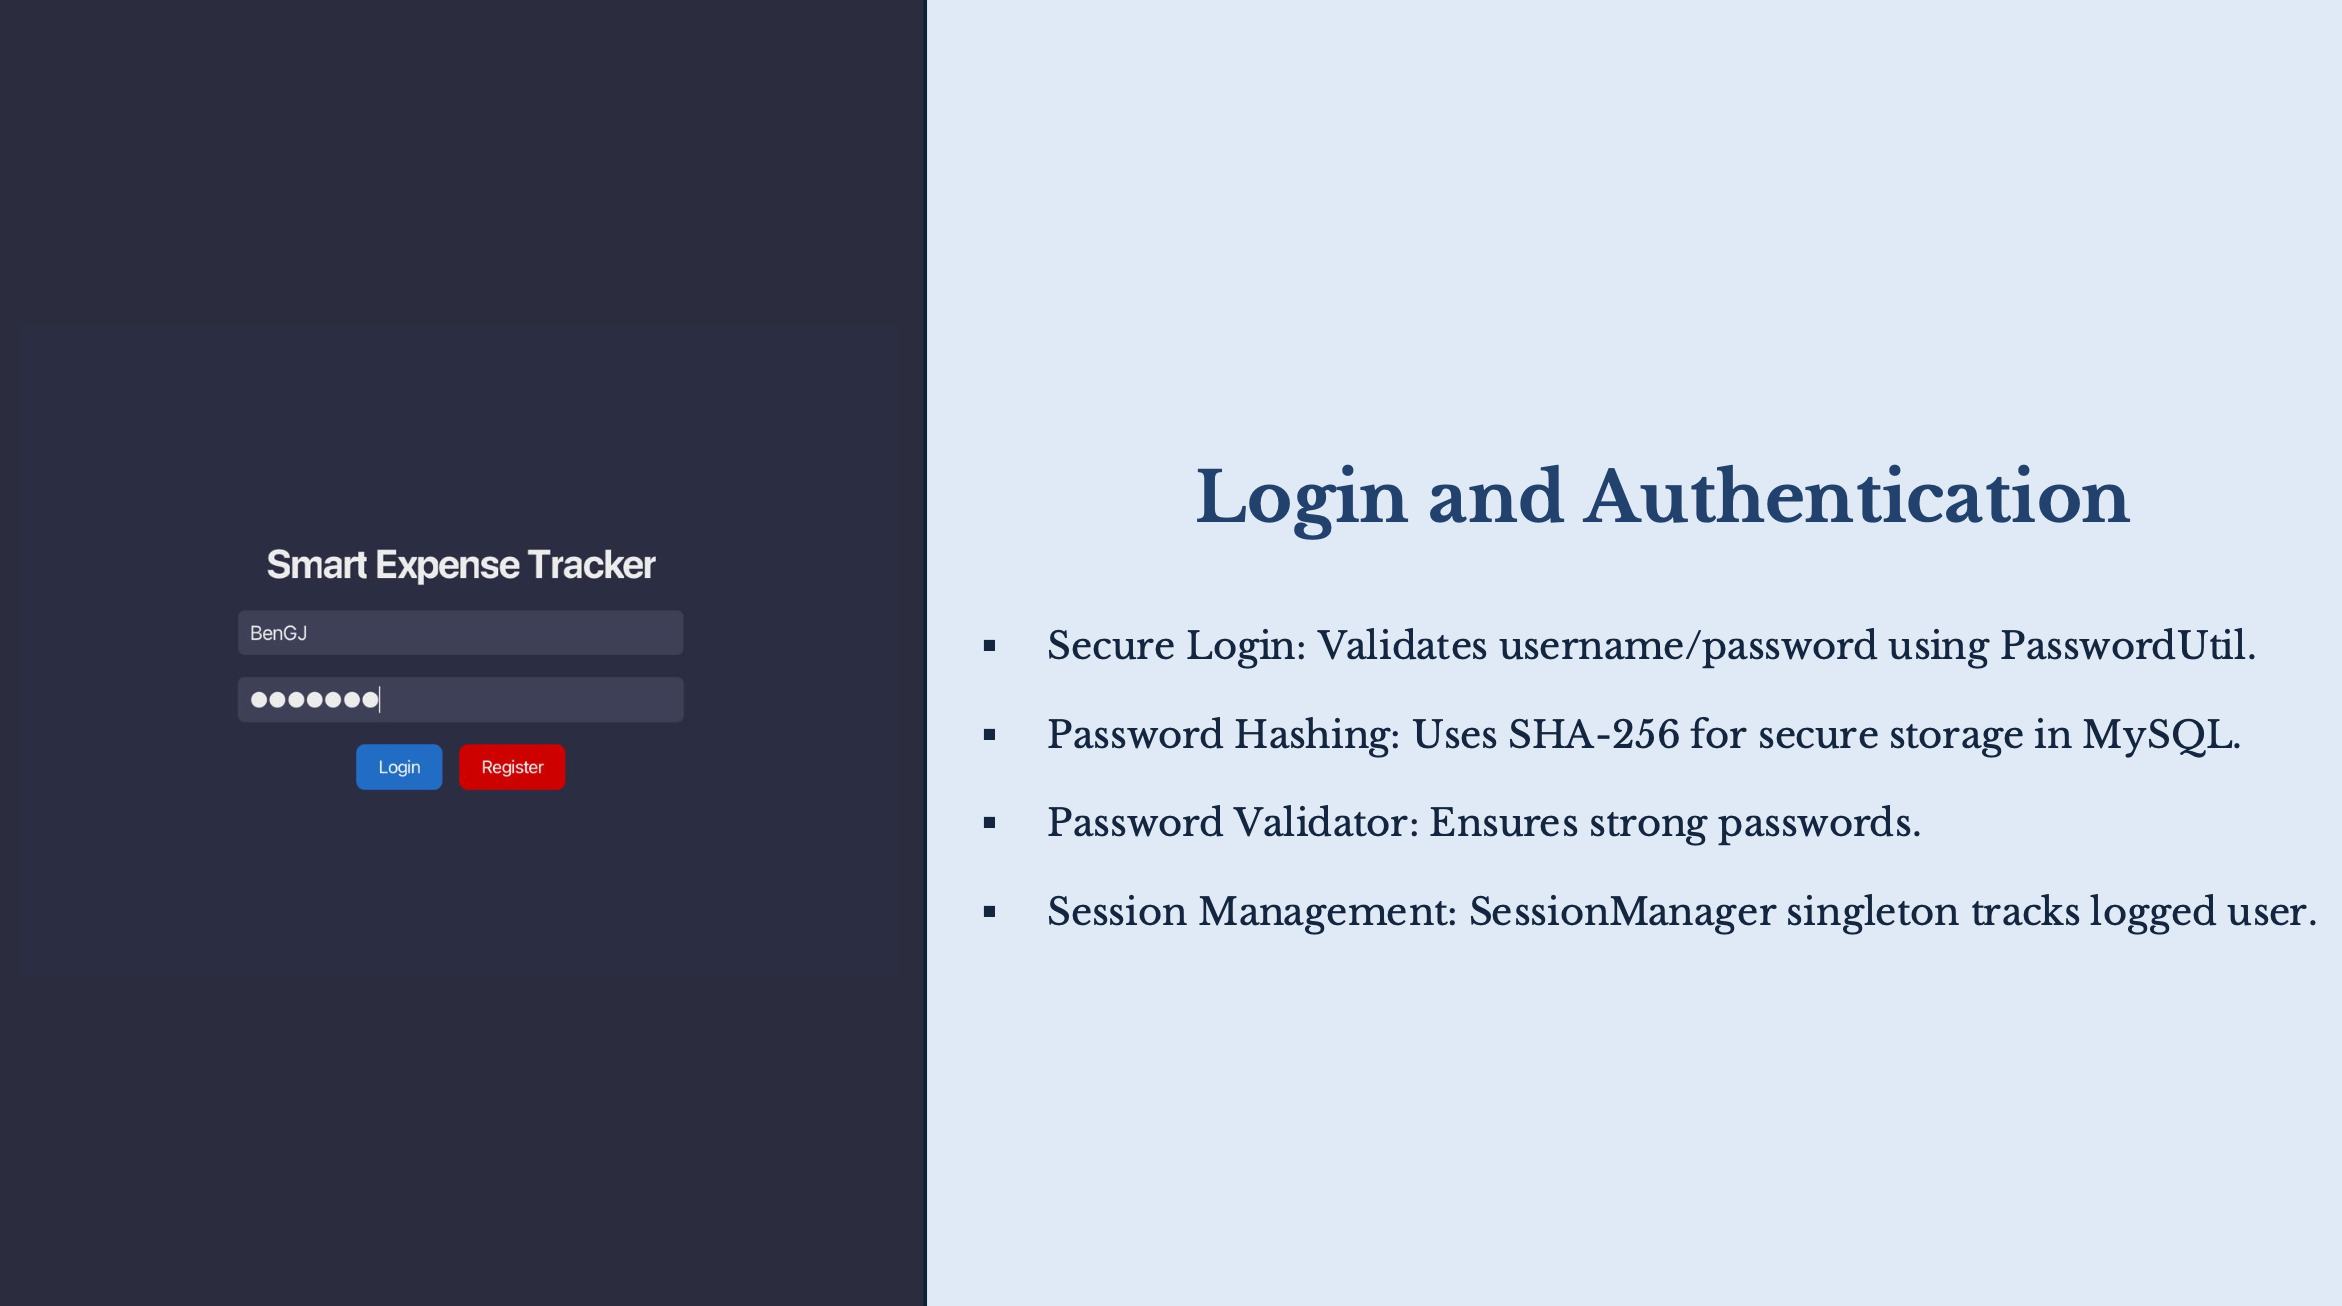 Smart Expense Tracker
BenGJ
●●●●●●●
Login Register
Login and Authentication
▪ Secure Login: Validates username/password using PasswordUtil.
▪ Password Hashing: Uses SHA-256 for secure storage in MySQL.
▪ Password Validator: Ensures strong passwords.
▪ Session Management: SessionManager singleton tracks logged user.